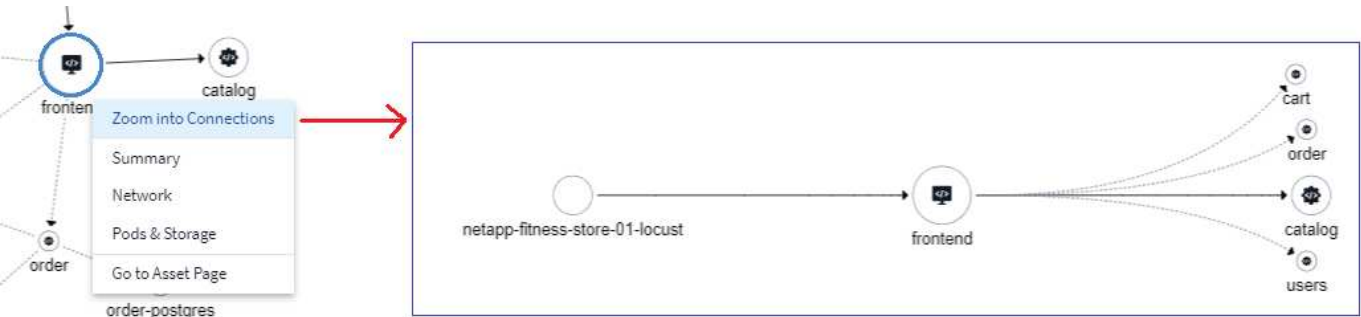 catalog
fronten
Zoom into Connections
Summary
Network
Pods & Storage
Go to Asset Page
order
order-postgres
cart
order
netapp-fitness-store-01-locust
frontend
catalog
users